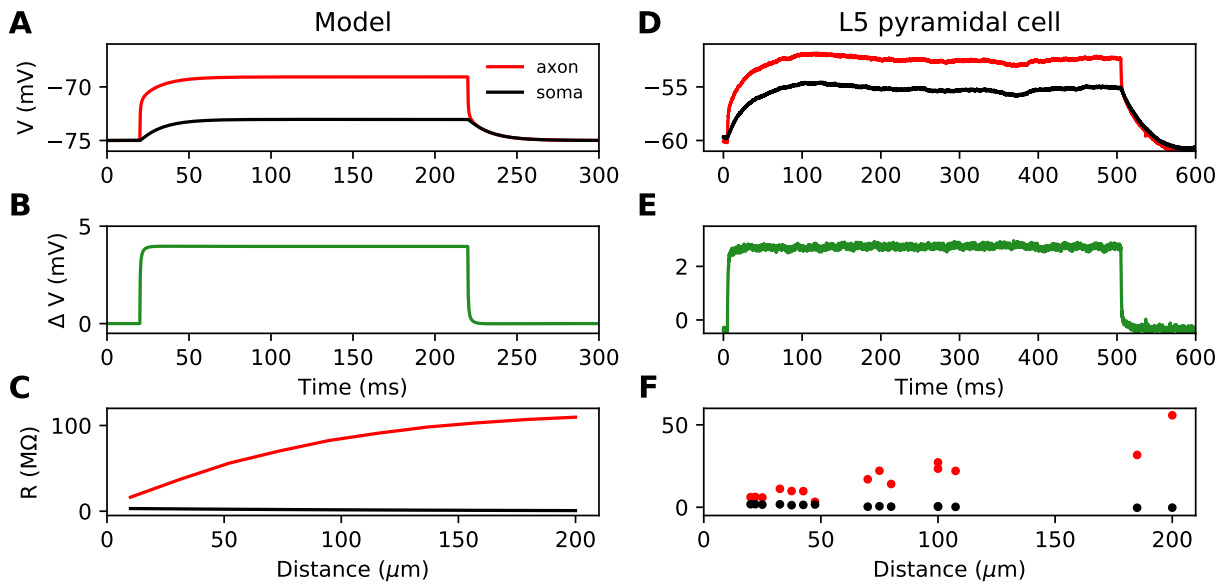 A
Model
V (mV)
−70
−75
axon
soma
0 50 100 150 200 250 300
B
Δ V (mV)
5
0
0 50 100 150 200 250 300
Time (ms)
C
R (MΩ)
100
0
0 50 100 150 200
Distance (μm)
D
L5 pyramidal cell
−55
−60
0 100 200 300 400 500 600
E
2
0
0 100 200 300 400 500 600
Time (ms)
F
50
0
0 50 100 150 200
Distance (μm)